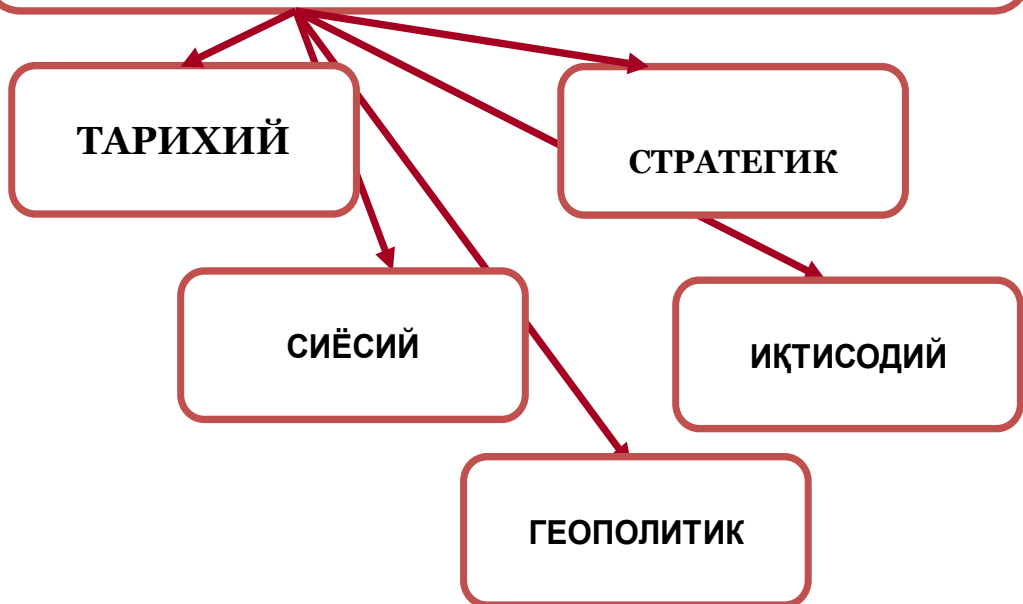 ТАРИХИЙ
СТРАТЕГИК
СИЁСИЙ
ИҚТИСОДИЙ
ГЕОПОЛИТИК